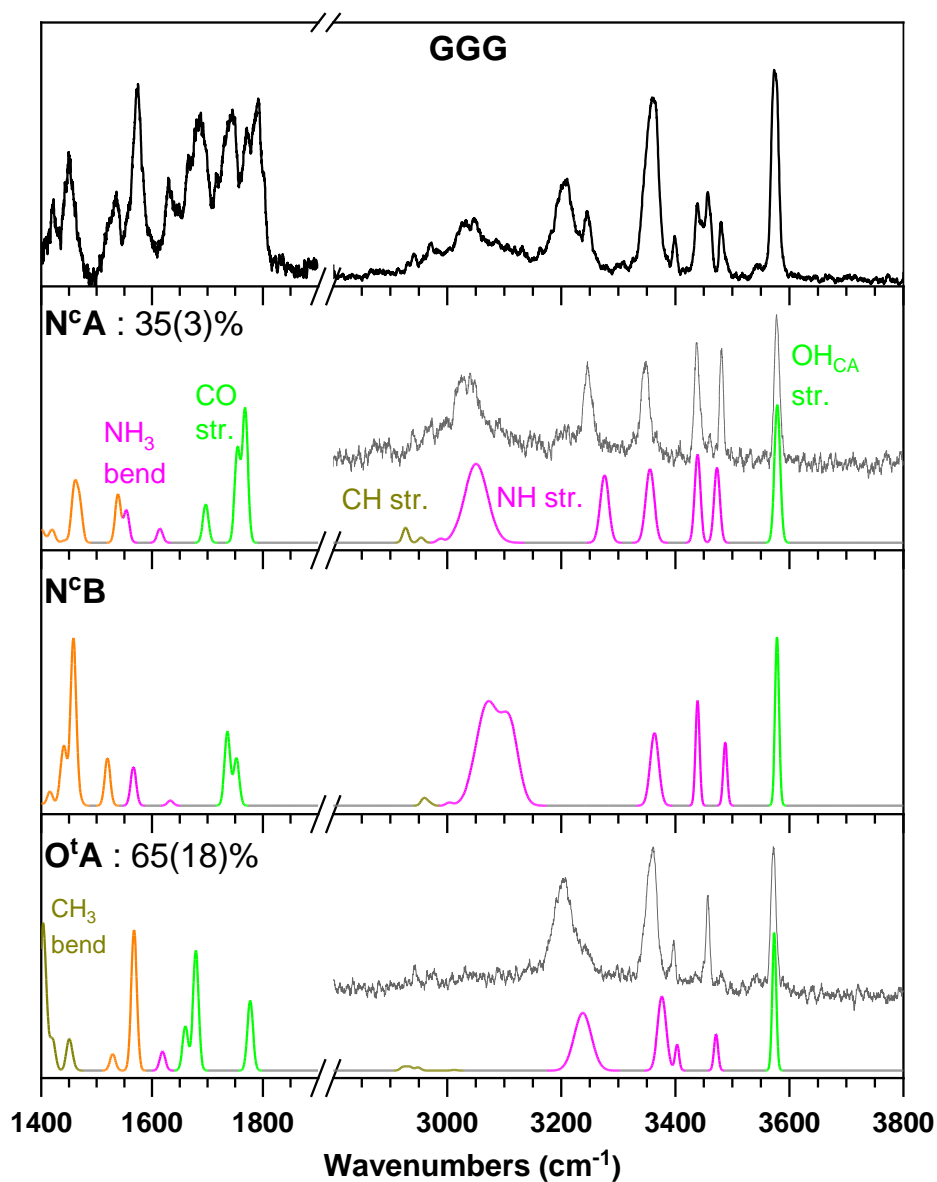 GGG
NᶜA : 35(3)%
OH_CA
str.
CO
str.
NH₃
bend
CH str.
NH str.
NᶜB
OᵗA : 65(18)%
CH₃
bend
1400 1600 1800 3000 3200 3400 3600 3800
Wavenumbers (cm⁻¹)